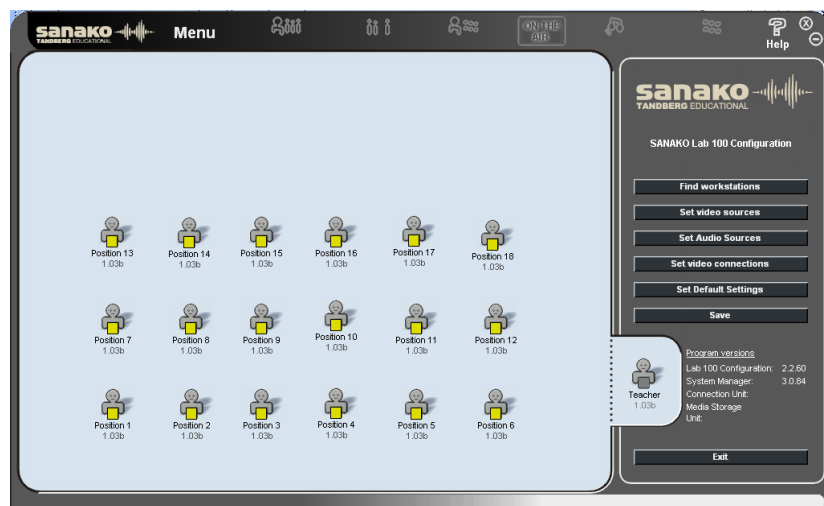 sanako
TANDBERG EDUCATIONAL
Menu
ON THE
AIR
Help
sanako
TANDBERG EDUCATIONAL
SANAKO Lab 100 Configuration
Find workstations
Set video sources
Set Audio Sources
Set video connections
Set Default Settings
Save
Position 13
1.03b
Position 14
1.03b
Position 15
1.03b
Position 16
1.03b
Position 17
1.03b
Position 18
1.03b
Position 7
1.03b
Position 8
1.03b
Position 9
1.03b
Position 10
1.03b
Position 11
1.03b
Position 12
1.03b
Position 1
1.03b
Position 2
1.03b
Position 3
1.03b
Position 4
1.03b
Position 5
1.03b
Position 6
1.03b
Teacher
1.03b
Program versions
Lab 100 Configuration: 2.2.60
System Manager: 3.0.84
Connection Unit:
Media Storage
Unit:
Exit